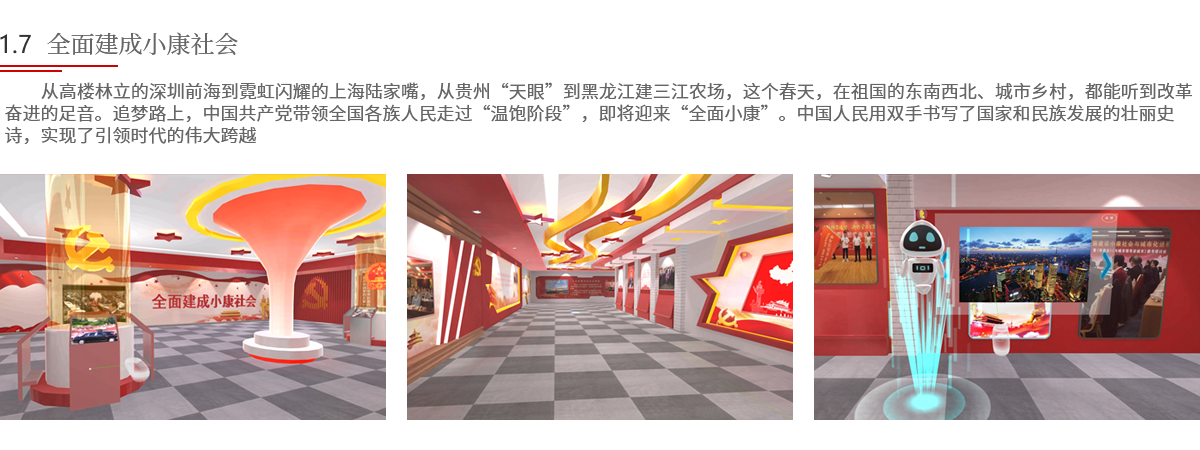 1.7 全面建成小康社会
从高楼林立的深圳前海到霓虹闪耀的上海陆家嘴，从贵州“天眼”到黑龙江建三江农场，这个春天，在祖国的东南西北、城市乡村，都能听到改革
奋进的足音。追梦路上，中国共产党带领全国各族人民走过“温饱阶段”，即将迎来“全面小康”。中国人民用双手书写了国家和民族发展的壮丽史
诗，实现了引领时代的伟大跨越
全面建成小康社会